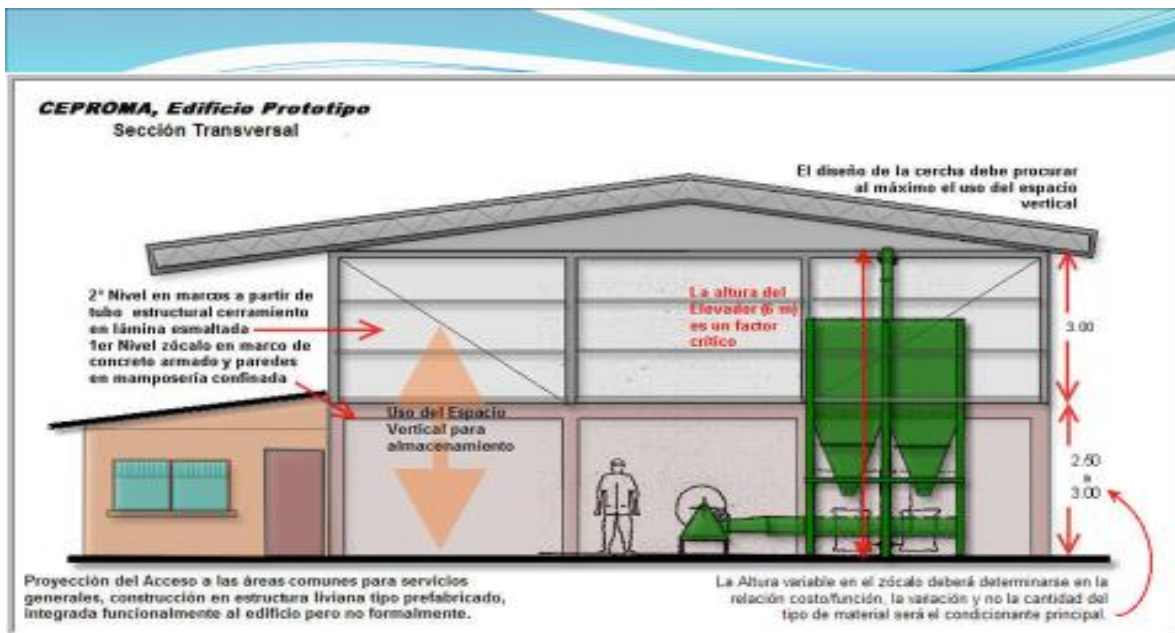 CEPROMA, Edificio Prototipo
Sección Transversal
El diseño de la cercha debe procurar
al máximo el uso del espacio
vertical
2° Nivel en marcos a partir de
tubo estructural cerramiento
en lámina esmaltada
1er Nivel zócalo en marco de
concreto armado y paredes
en mamposería confinada
La altura del
Elevador (6 m)
es un factor
crítico
3.00
Uso del Espacio
Vertical para
almacenamiento
2.50
a
3.00
Proyección del Acceso a las áreas comunes para servicios
generales, construcción en estructura liviana tipo prefabricado,
integrada funcionalmente al edificio pero no formalmente.
La Altura variable en el zócalo deberá determinarse en la
relación costo/función, la variación y no la cantidad del
tipo de material será el condicionante principal.